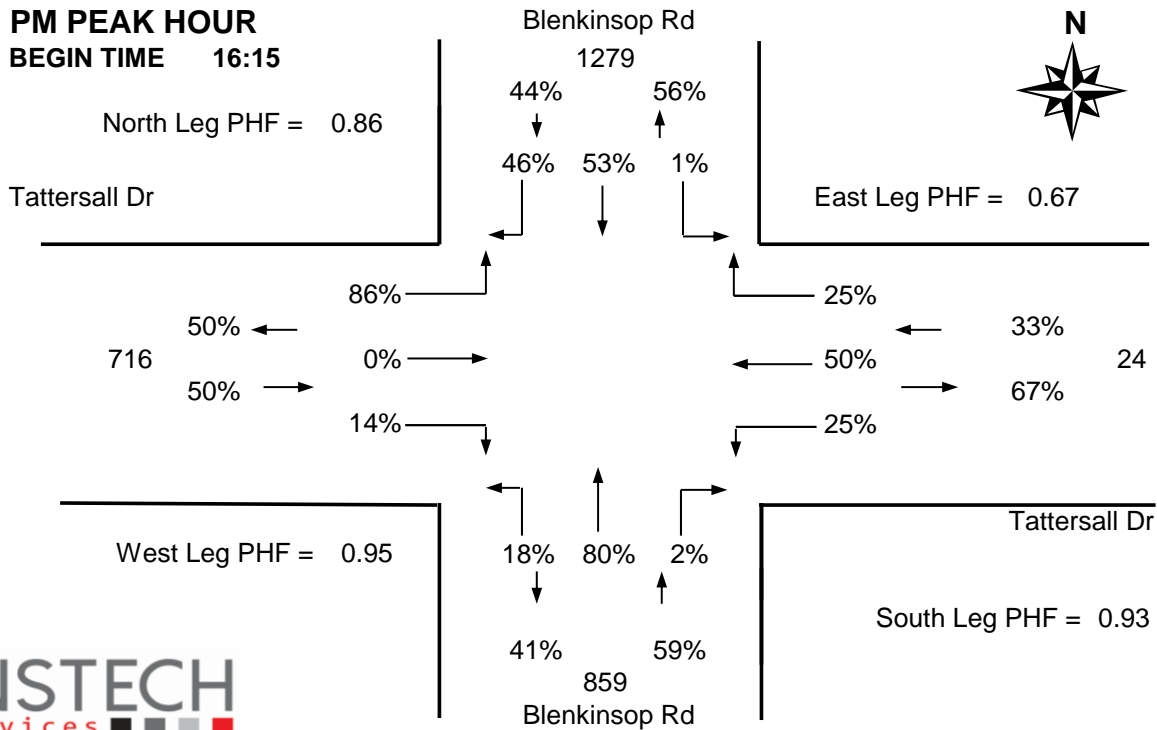 PM PEAK HOUR
BEGIN TIME 16:15
Blenkinsop Rd
1279
N
44% 56%
North Leg PHF = 0.86
46% 53% 1%
Tattersall Dr
East Leg PHF = 0.67
86% 25%
50% 33%
716 0% 50% 24
50% 67%
14% 25%
Tattersall Dr
West Leg PHF = 0.95
18% 80% 2%
South Leg PHF = 0.93
41% 59%
859
Blenkinsop Rd
NSTECH
vices